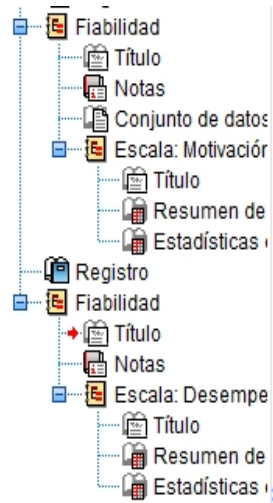 Fiabilidad
Título
Notas
Conjunto de datos
Escala: Motivación
Título
Resumen de
Estadísticas
Registro
Fiabilidad
Título
Notas
Escala: Desempe
Título
Resumen de
Estadísticas